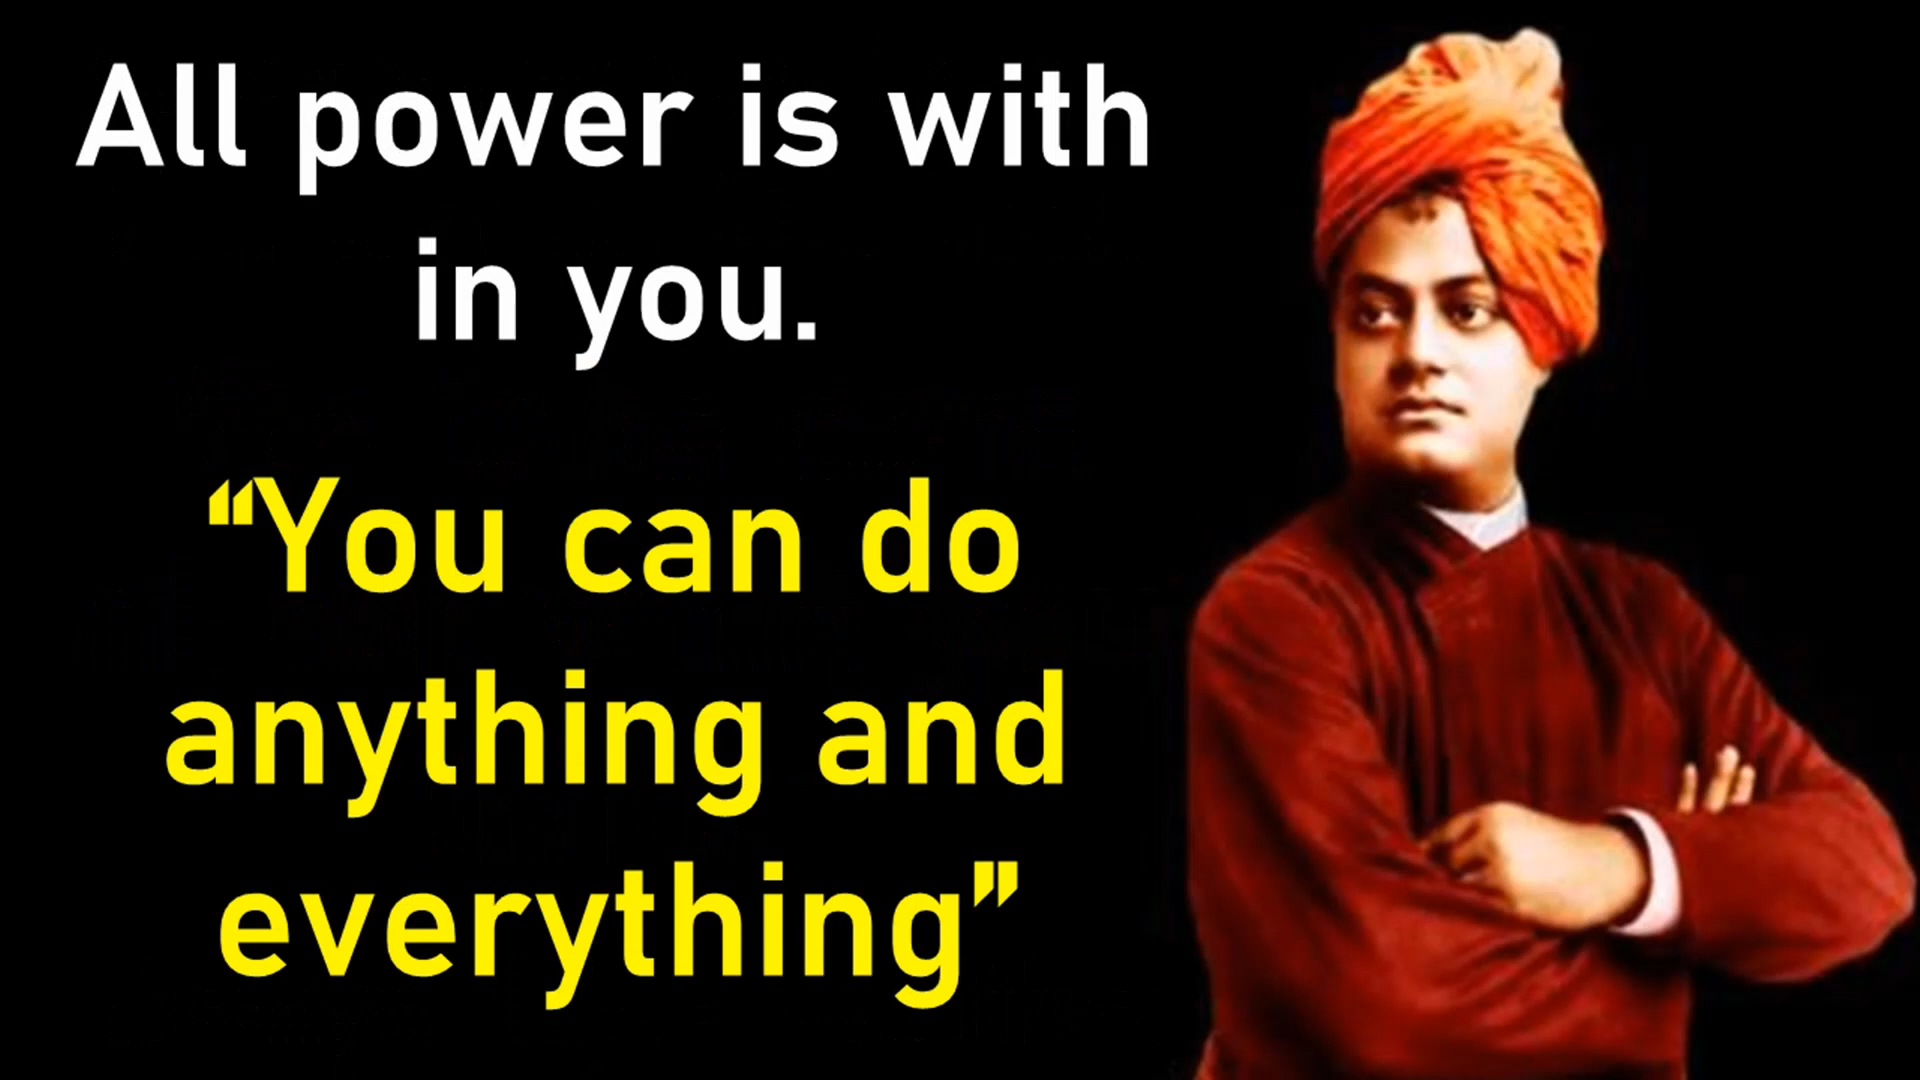 All power is with
in you.
“You can do
anything and
everything”